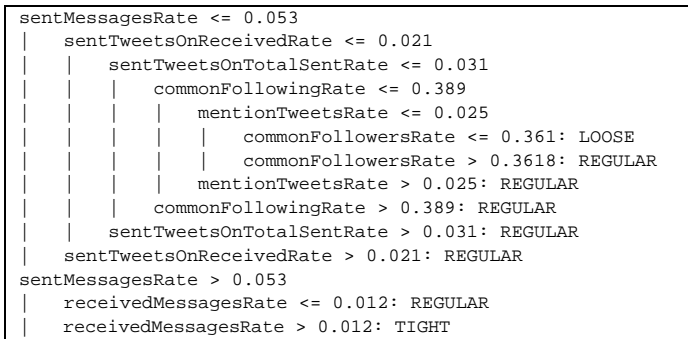 sentMessagesRate <= 0.053
|   sentTweetsOnReceivedRate <= 0.021
|   |   sentTweetsOnTotalSentRate <= 0.031
|   |   |   commonFollowingRate <= 0.389
|   |   |   |   mentionTweetsRate <= 0.025
|   |   |   |   |   commonFollowersRate <= 0.361: LOOSE
|   |   |   |   |   commonFollowersRate > 0.3618: REGULAR
|   |   |   |   mentionTweetsRate > 0.025: REGULAR
|   |   |   commonFollowingRate > 0.389: REGULAR
|   |   sentTweetsOnTotalSentRate > 0.031: REGULAR
|   sentTweetsOnReceivedRate > 0.021: REGULAR
sentMessagesRate > 0.053
|   receivedMessagesRate <= 0.012: REGULAR
|   receivedMessagesRate > 0.012: TIGHT